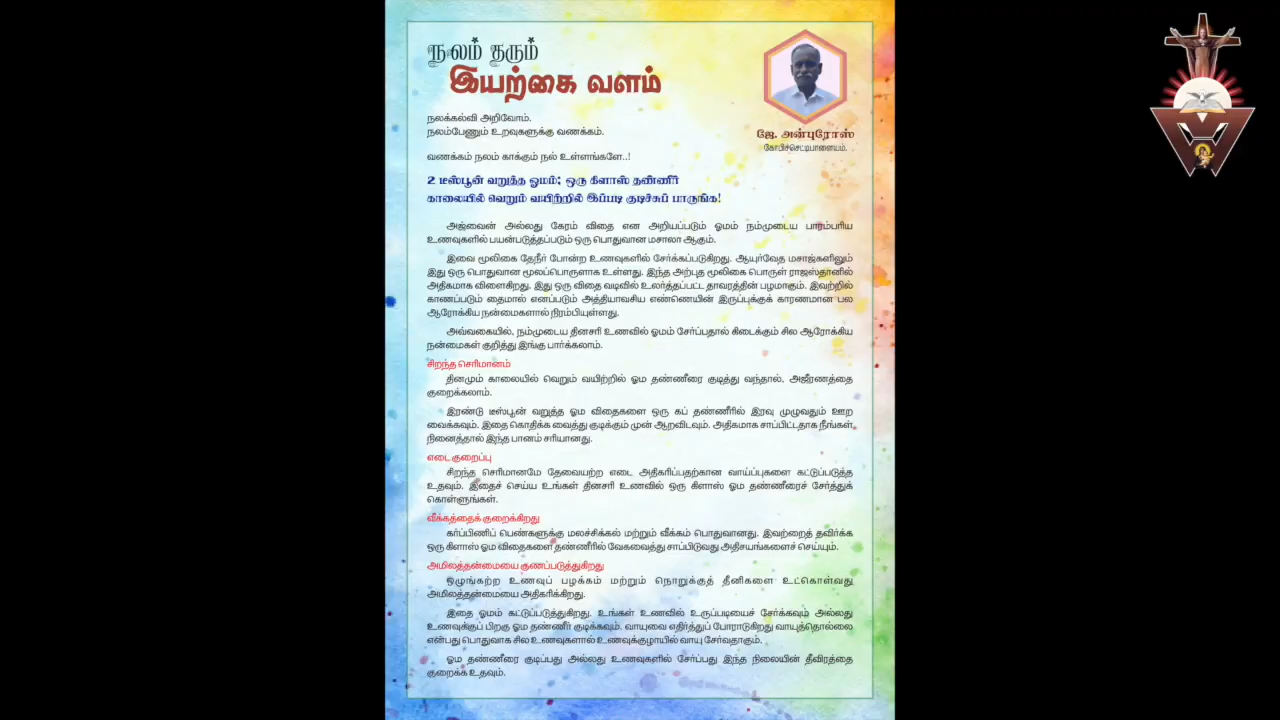 நலம் தரும்
இயற்கை வளம்
ஜே. அன்புரோஸ்
கோபிச்செட்டிபாளையம்.
நலக்கல்வி அறிவோம்.
நலம்பேணும் உறவுகளுக்கு வணக்கம்.
வணக்கம் நலம் காக்கும் நல் உள்ளங்களே..!
2 டீஸ்பூன் வறுத்த ஓமம்; ஒரு கிளாஸ் தண்ணீர்
காலையில் வெறும் வயிற்றில் இப்படி குடிச்சுப் பாருங்க!
அஜ்வைன் அல்லது கேரம் விதை என அறியப்படும் ஓமம் நம்முடைய பாரம்பரிய
உணவுகளில் பயன்படுத்தப்படும் ஒரு பொதுவான மசாலா ஆகும்.
இவை மூலிகை தேநீர் போன்ற உணவுகளில் சேர்க்கப்படுகிறது. ஆயுர்வேத மசாஜ்களிலும்
இது ஒரு பொதுவான மூலப்பொருளாக உள்ளது. இந்த அற்புத மூலிகை பொருள் ராஜஸ்தானில்
அதிகமாக விளைகிறது. இது ஒரு விதை வடிவில் உலர்த்தப்பட்ட தாவரத்தின் பழமாகும். இவற்றில்
காணப்படும் தைமால் எனப்படும் அத்தியாவசிய எண்ணெயின் இருப்புக்குக் காரணமான பல
ஆரோக்கிய நன்மைகளால் நிரம்பியுள்ளது.
அவ்வகையில், நம்முடைய தினசரி உணவில் ஓமம் சேர்ப்பதால் கிடைக்கும் சில ஆரோக்கிய
நன்மைகள் குறித்து இங்கு பார்க்கலாம்.
சிறந்த செரிமானம்
தினமும் காலையில் வெறும் வயிற்றில் ஓம தண்ணீரை குடித்து வந்தால், அஜீரணத்தை
குறைக்கலாம்.
இரண்டு டீஸ்பூன் வறுத்த ஓம விதைகளை ஒரு கப் தண்ணீரில் இரவு முழுவதும் ஊற
வைக்கவும். இதை கொதிக்க வைத்து குடிக்கும் முன் ஆறவிடவும். அதிகமாக சாப்பிட்டதாக நீங்கள்
நினைத்தால் இந்த பானம் சரியானது.
எடை குறைப்பு
சிறந்த செரிமானமே தேவையற்ற எடை அதிகரிப்பதற்கான வாய்ப்புகளை கட்டுப்படுத்த
உதவும். இதைச் செய்ய உங்கள் தினசரி உணவில் ஒரு கிளாஸ் ஓம தண்ணீரைச் சேர்த்துக்
கொள்ளுங்கள்.
வீக்கத்தைக் குறைக்கிறது
கர்ப்பிணிப் பெண்களுக்கு மலச்சிக்கல் மற்றும் வீக்கம் பொதுவானது. இவற்றைத் தவிர்க்க
ஒரு கிளாஸ் ஓம விதைகளை தண்ணீரில் வேகவைத்து சாப்பிடுவது அதிசயங்களைச் செய்யும்.
அமிலத்தன்மையை குணப்படுத்துகிறது
ஒழுங்கற்ற உணவுப் பழக்கம் மற்றும் நொறுக்குத் தீனிகளை உட்கொள்வது
அமிலத்தன்மையை அதிகரிக்கிறது.
இதை ஓமம் கட்டுப்படுத்துகிறது. உங்கள் உணவில் உருப்படியைச் சேர்க்கவும் அல்லது
உணவுக்குப் பிறகு ஓம தண்ணீர் குடிக்கவும். வாயுவை எதிர்த்துப் போராடுகிறது வாயுத்தொல்லை
என்பது பொதுவாக சில உணவுகளால் உணவுக்குழாயில் வாயு சேர்வதாகும்.
ஓம தண்ணீரை குடிப்பது அல்லது உணவுகளில் சேர்ப்பது இந்த நிலையின் தீவிரத்தை
குறைக்க உதவும்.